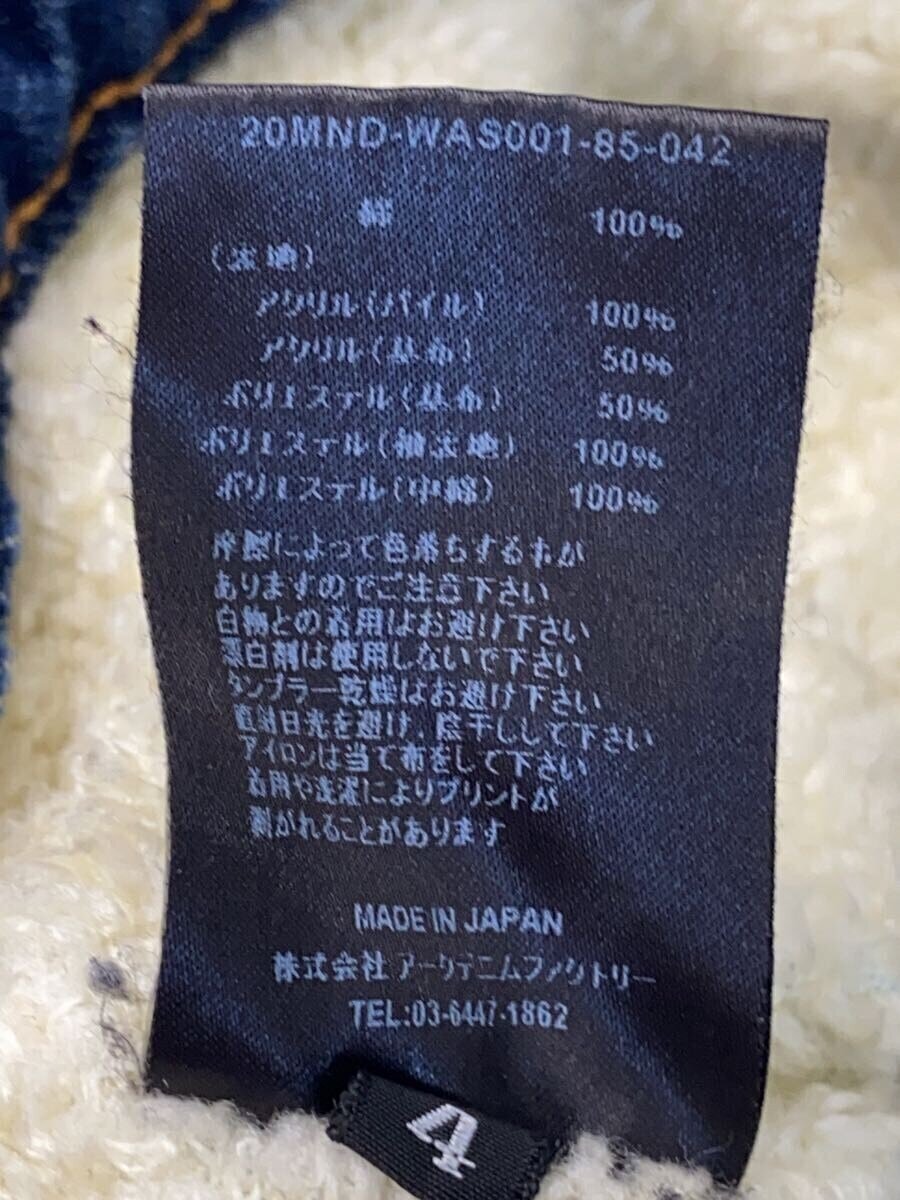 20MND-WAS001-85-042
綿 100%
(裏地)
アクリル(パイル) 100%
アクリル(基布) 50%
ポリエステル(基布) 50%
ポリエステル(袖裏地) 100%
ポリエステル(中綿) 100%
摩擦によって色落ちする事が
ありますのでご注意下さい
白物との着用はお避け下さい
漂白剤は使用しないで下さい
タンブラー乾燥はお避け下さい
直射日光を避け、陰干しして下さい
アイロンは当て布をして下さい
着用や洗濯によりプリントが
剥がれることがあります
MADE IN JAPAN
株式会社 アークデニムファクトリー
TEL:03-6447-1862
4